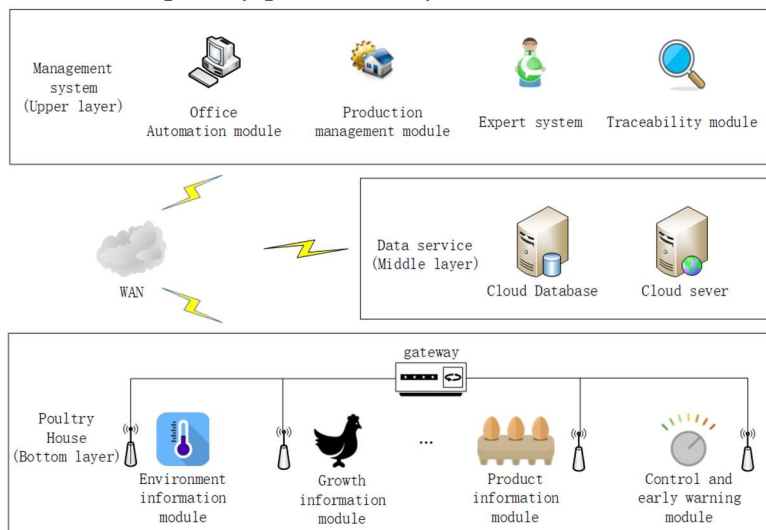 Management
system
(Upper layer)
Office
Automation module
Production
management module
Expert system
Traceability module
WAN
Data service
(Middle layer)
Cloud Database
Cloud sever
gateway
Poultry
House
(Bottom layer)
Environment
information
module
Growth
information
module
...
Product
information
module
Control and
early warning
module